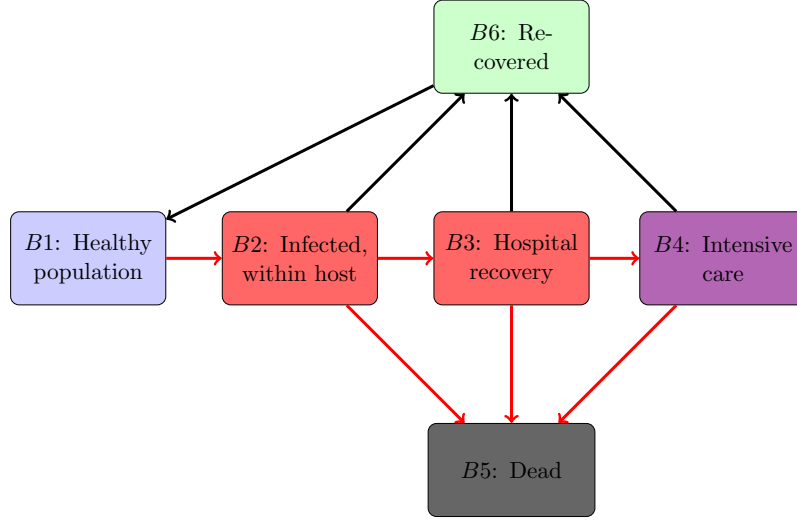 B6: Re-
covered
B1: Healthy
population
B2: Infected,
within host
B3: Hospital
recovery
B4: Intensive
care
B5: Dead